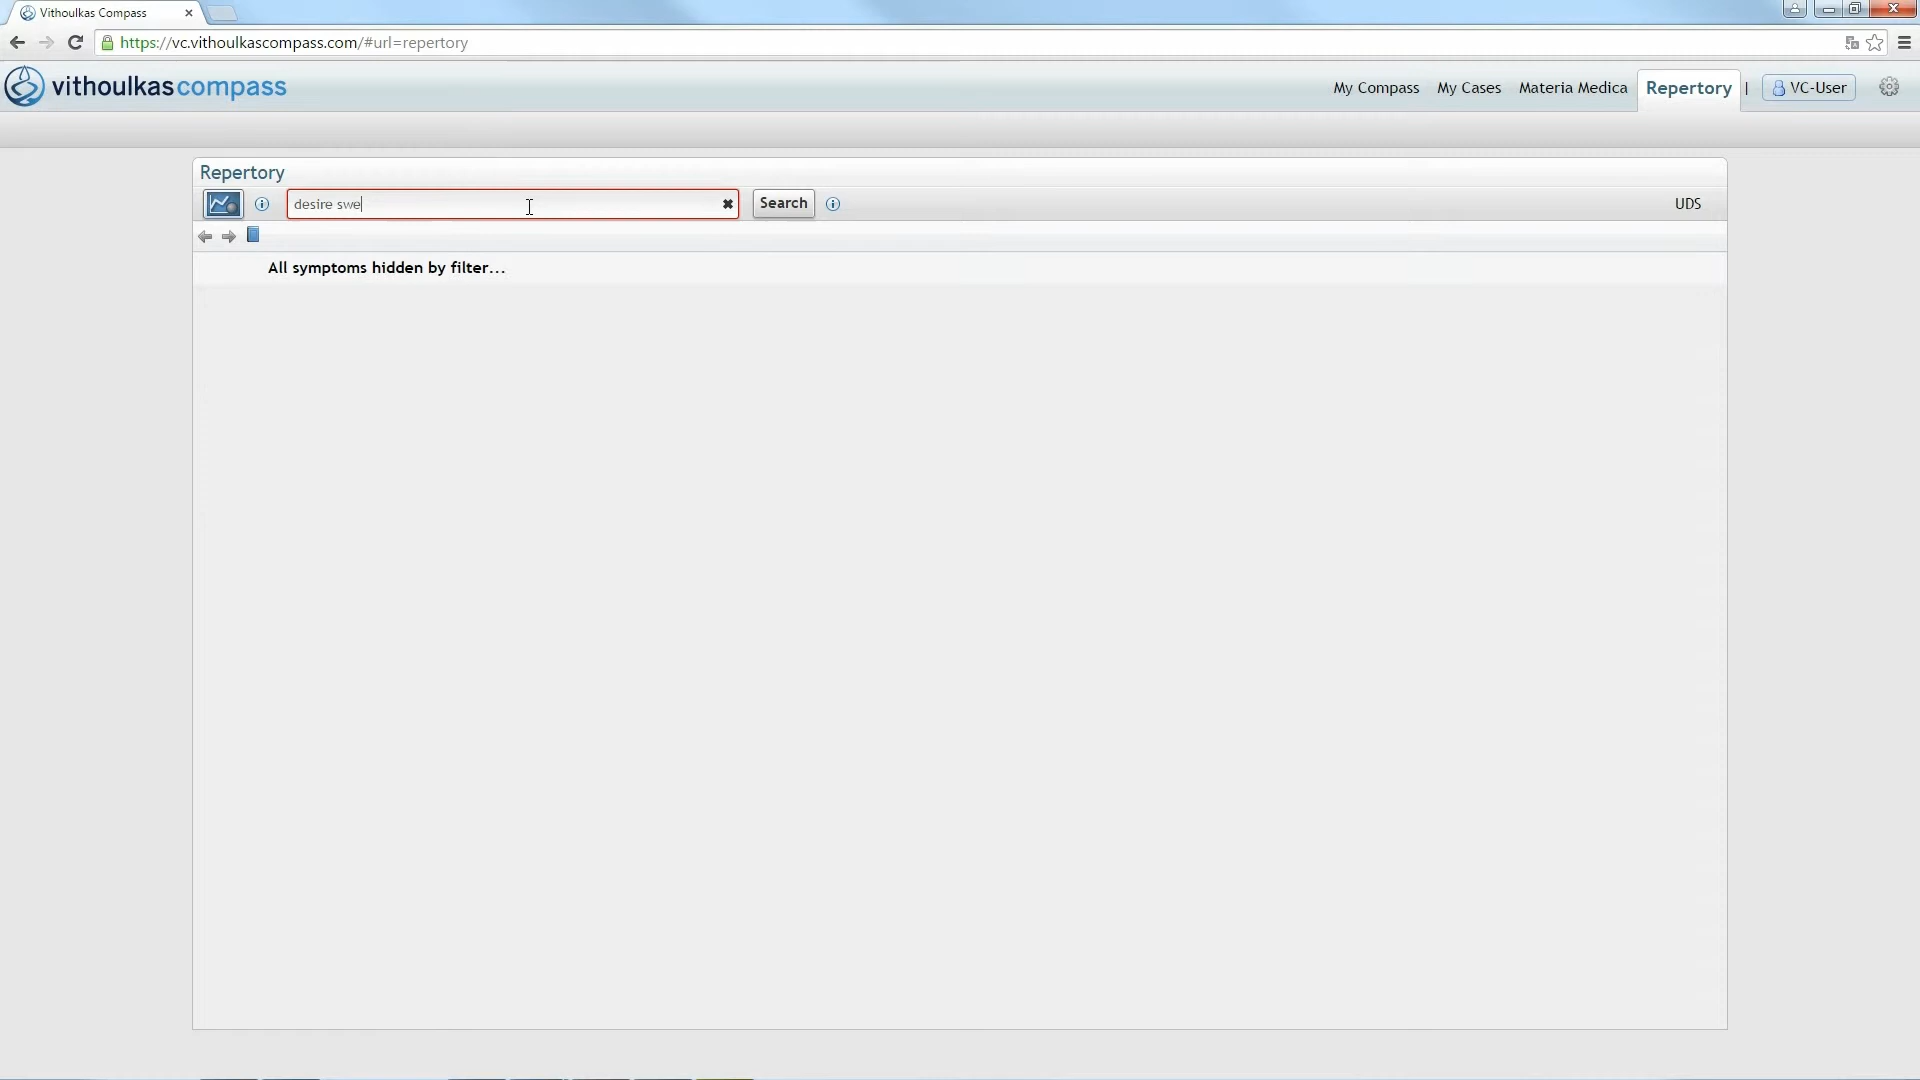 Vithoulkas Compass
https://vc.vithoulkascompass.com/#url=repertory
vithoulkascompass
My Compass My Cases Materia Medica Repertory | VC-User
Repertory
desire swe Search UDS
All symptoms hidden by filter...